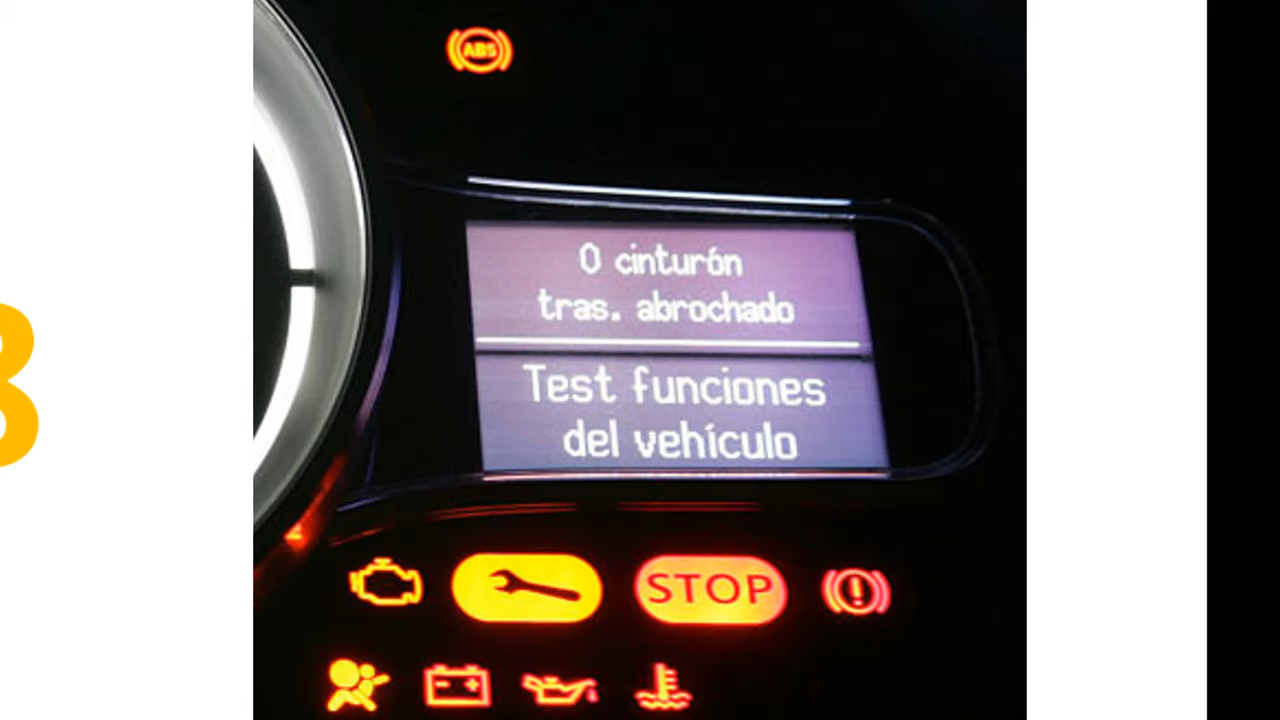 ABS
0 cinturón
tras. abrochado
Test funciones
del vehículo
STOP